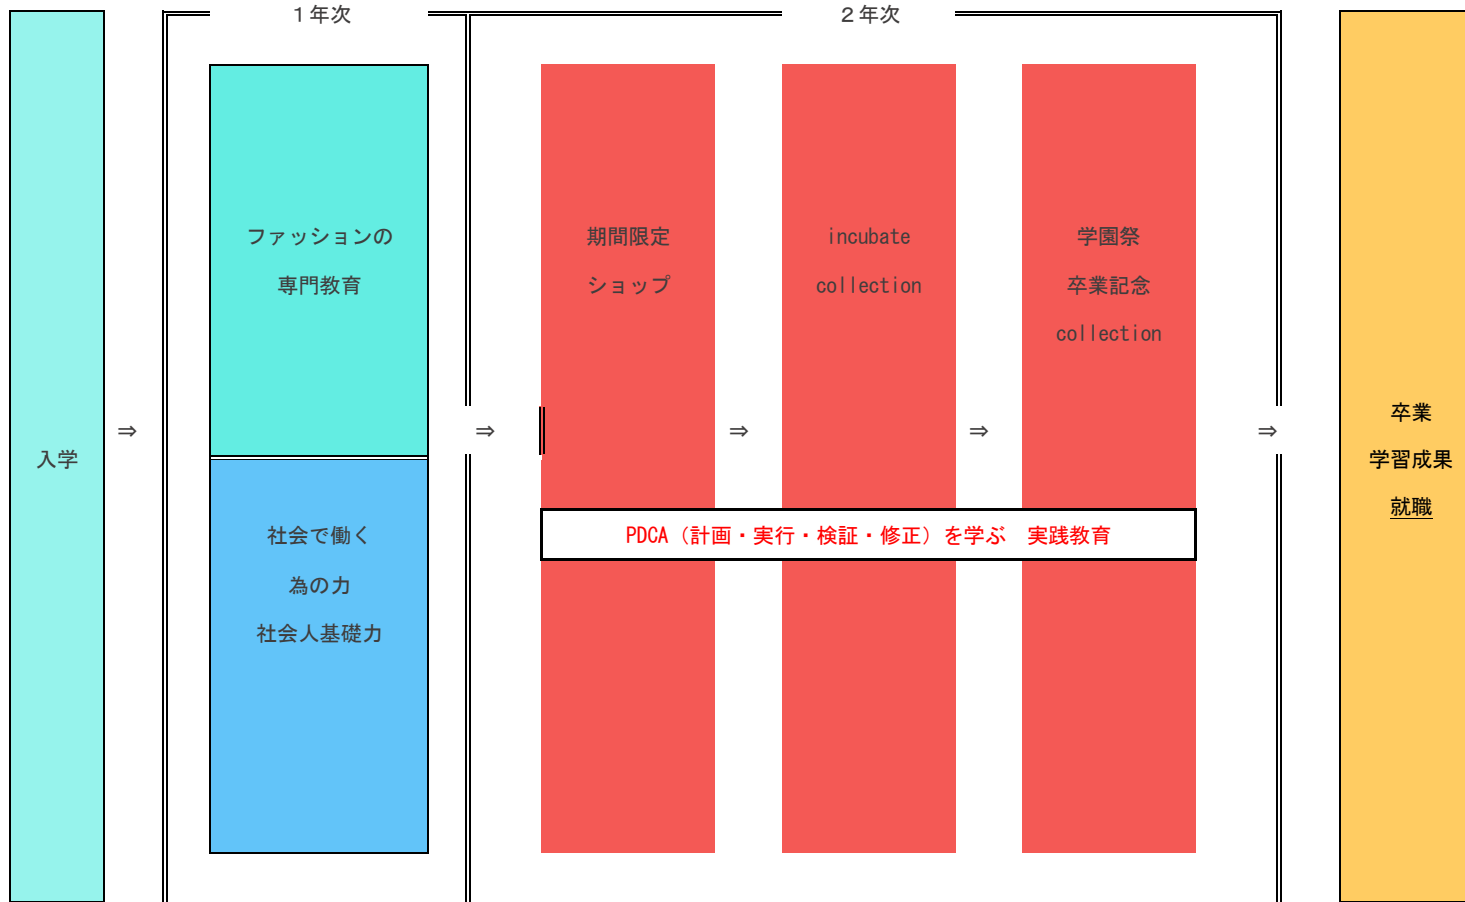 １年次
２年次
入学
⇒
ファッションの
専門教育
社会で働く
為の力
社会人基礎力
⇒
期間限定
ショップ
⇒
incubate
collection
⇒
学園祭
卒業記念
collection
PDCA（計画・実行・検証・修正）を学ぶ　実践教育
⇒
卒業
学習成果
就職